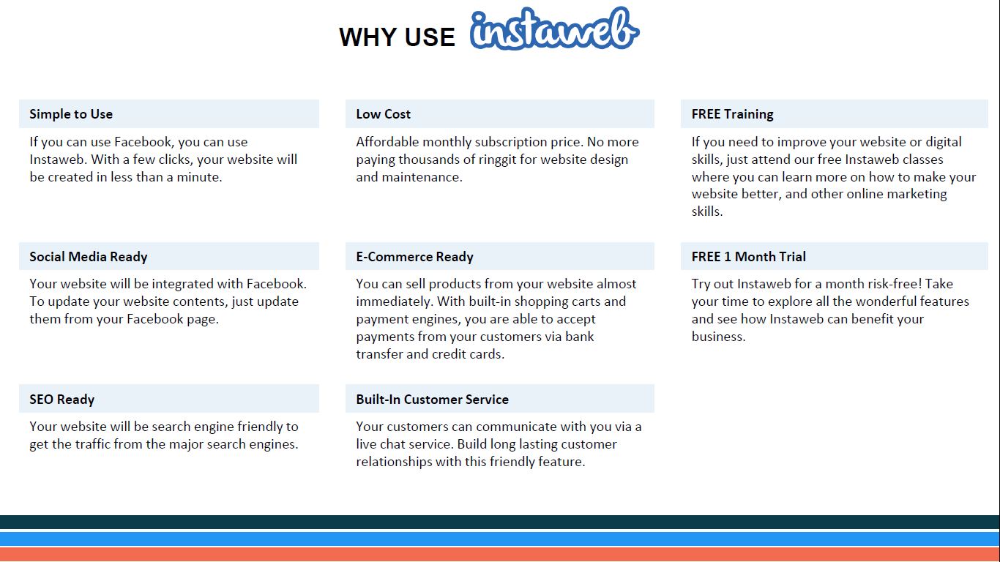 WHY USE instaweb
Simple to Use
If you can use Facebook, you can use
Instaweb. With a few clicks, your website will
be created in less than a minute.
Low Cost
Affordable monthly subscription price. No more
paying thousands of ringgit for website design
and maintenance.
FREE Training
If you need to improve your website or digital
skills, just attend our free Instaweb classes
where you can learn more on how to make your
website better, and other online marketing
skills.
Social Media Ready
Your website will be integrated with Facebook.
To update your website contents, just update
them from your Facebook page.
E-Commerce Ready
You can sell products from your website almost
immediately. With built-in shopping carts and
payment engines, you are able to accept
payments from your customers via bank
transfer and credit cards.
FREE 1 Month Trial
Try out Instaweb for a month risk-free! Take
your time to explore all the wonderful features
and see how Instaweb can benefit your
business.
SEO Ready
Your website will be search engine friendly to
get the traffic from the major search engines.
Built-In Customer Service
Your customers can communicate with you via a
live chat service. Build long lasting customer
relationships with this friendly feature.